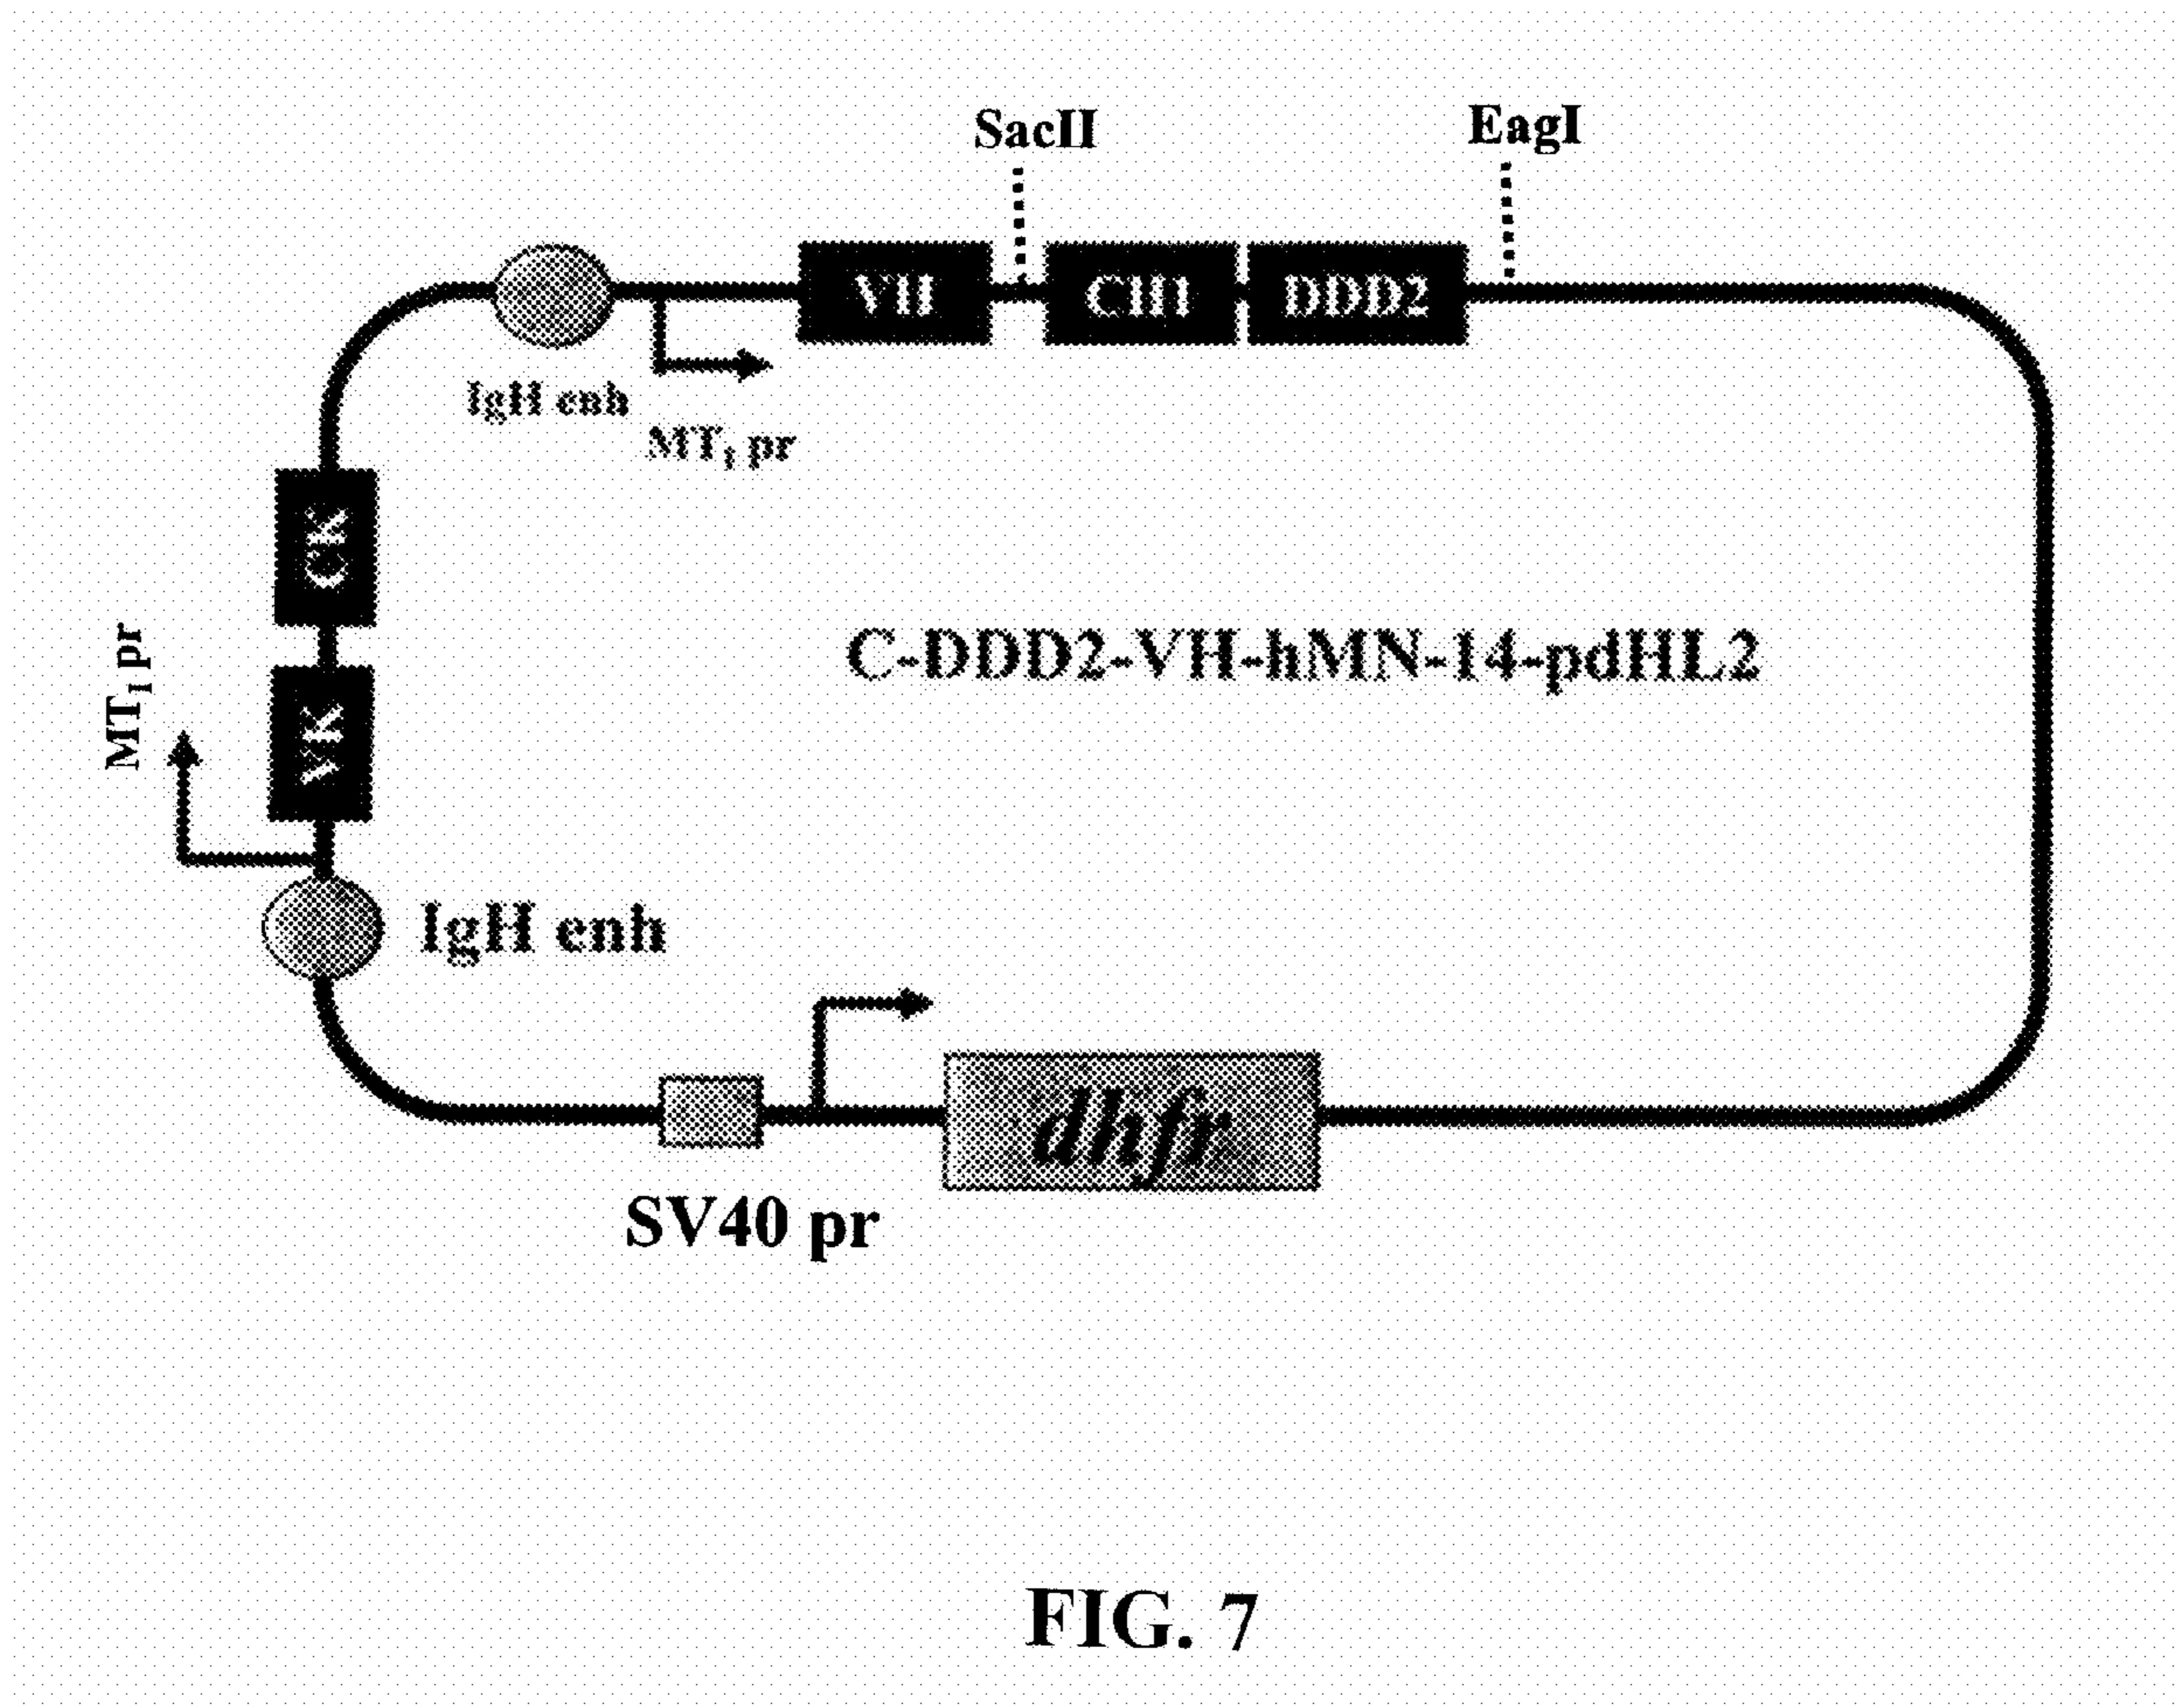 SacII
EagI
VH
CH1
DDD2
IgH enh
MT1 pr
CK
C-DDD2-VH-hMN-14-pdHL2
MT1 pr
VK
IgH enh
dhfr
SV40 pr
FIG. 7